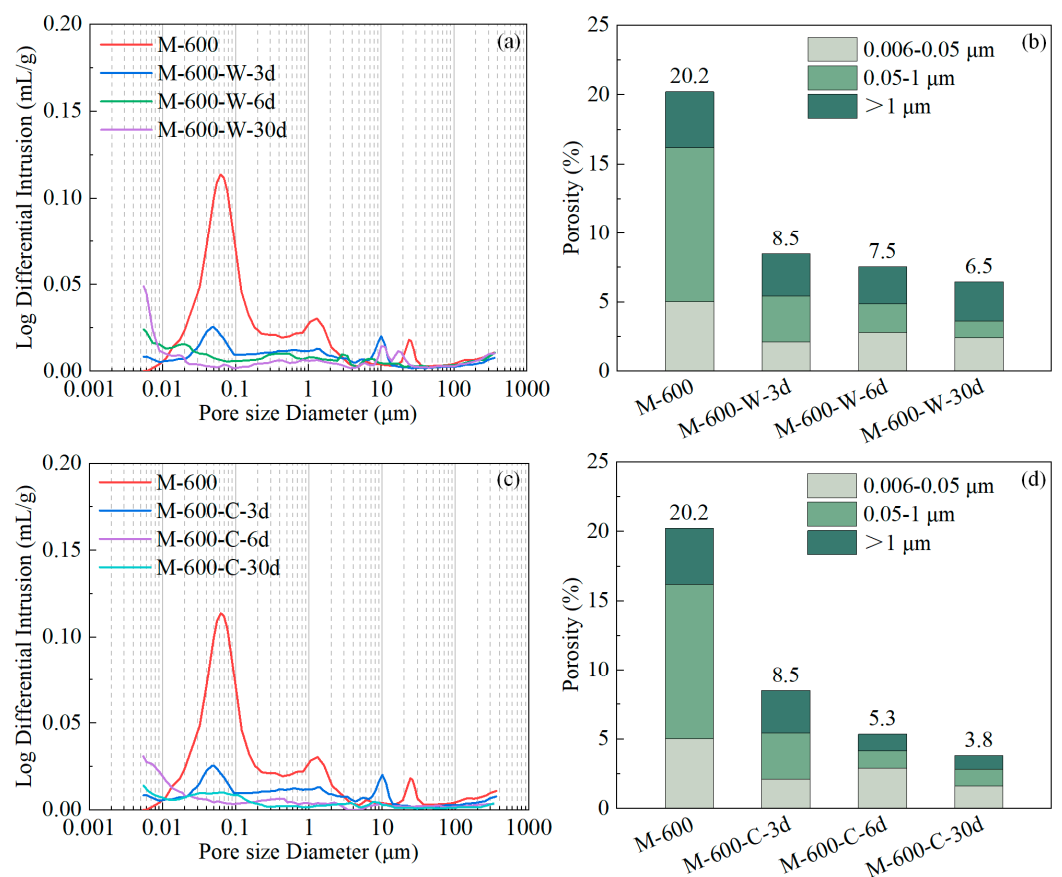 (a)
Log Differential Intrusion (mL/g)
0.20
0.15
0.10
0.05
0.00
M-600
M-600-W-3d
M-600-W-6d
M-600-W-30d
0.001 0.01 0.1 1 10 100 1000
Pore size Diameter (μm)
(b)
Porosity (%)
25
20
15
10
5
0
0.006-0.05 μm
0.05-1 μm
>1 μm
20.2
8.5
7.5
6.5
M-600
M-600-W-3d
M-600-W-6d
M-600-W-30d
(c)
Log Differential Intrusion (mL/g)
0.20
0.15
0.10
0.05
0.00
M-600
M-600-C-3d
M-600-C-6d
M-600-C-30d
0.001 0.01 0.1 1 10 100 1000
Pore size Diameter (μm)
(d)
Porosity (%)
25
20
15
10
5
0
0.006-0.05 μm
0.05-1 μm
>1 μm
20.2
8.5
5.3
3.8
M-600
M-600-C-3d
M-600-C-6d
M-600-C-30d